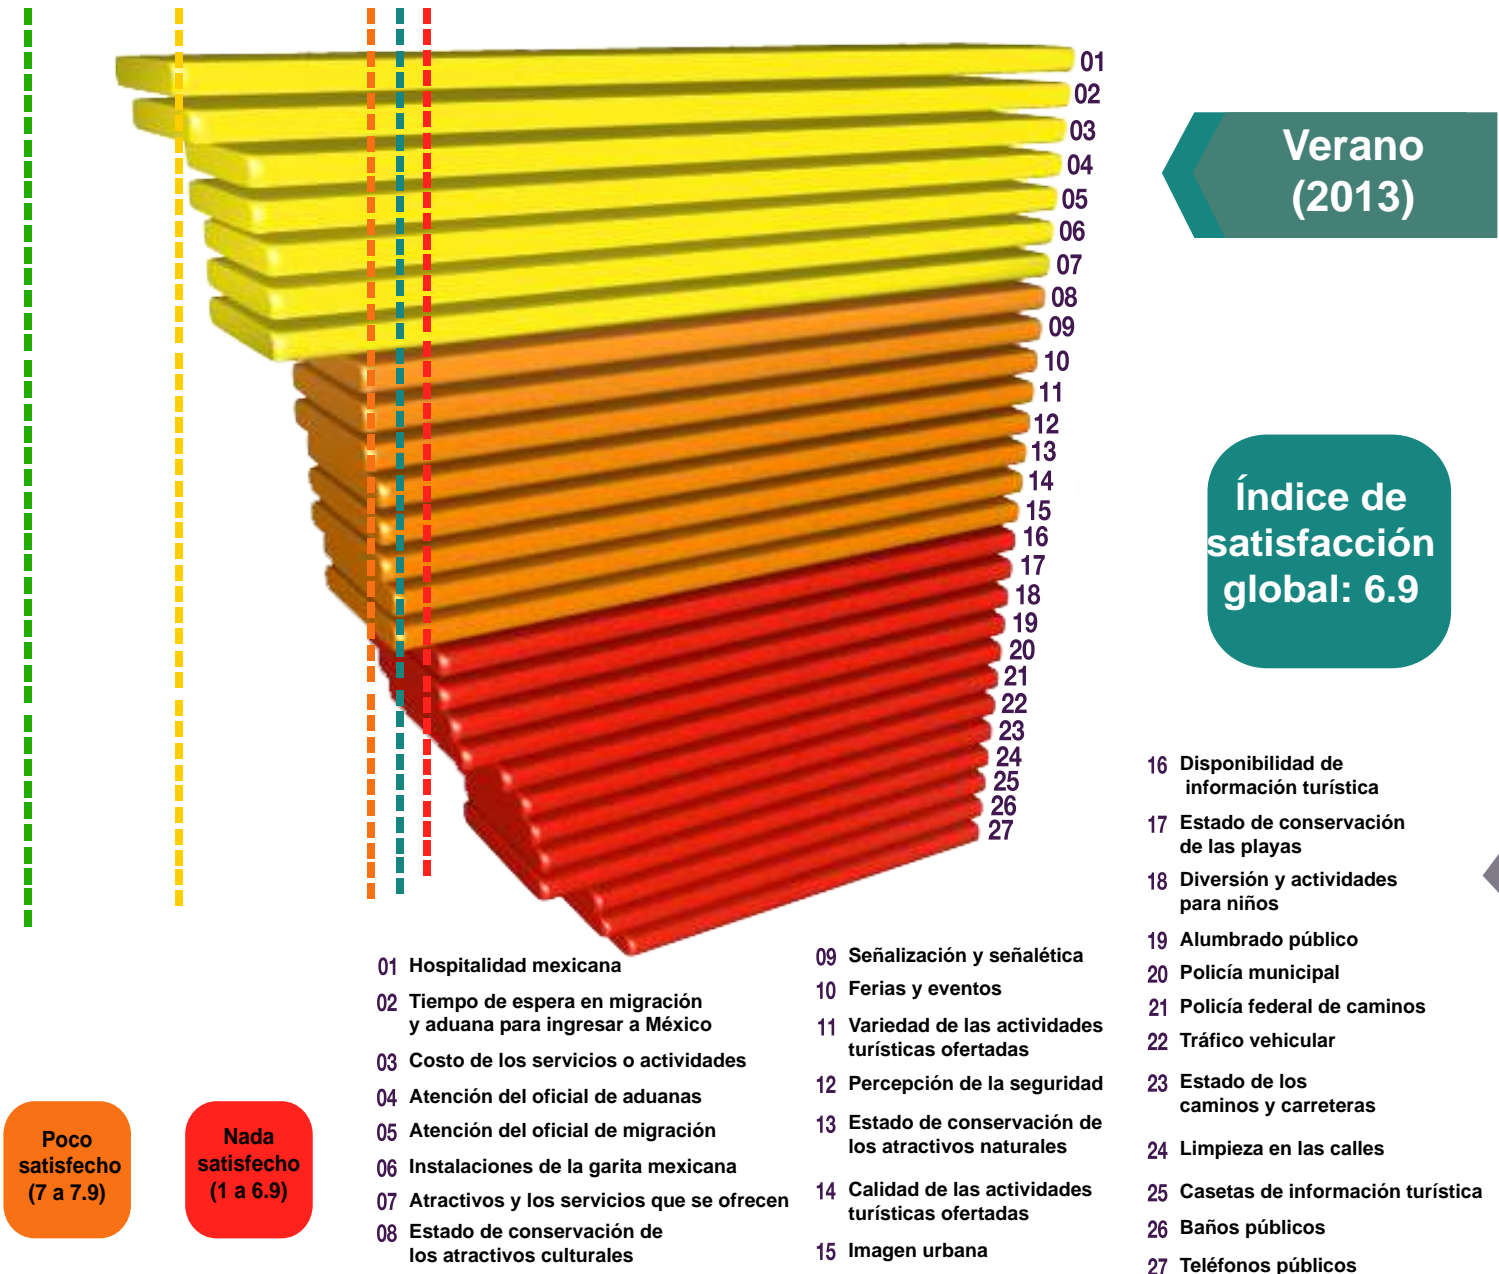 01
02
03
04
05
06
07
08
09
10
11
12
13
14
15
16
17
18
19
20
21
22
23
24
25
26
27
Verano
(2013)
Índice de
satisfacción
global: 6.9
Poco
satisfecho
(7 a 7.9)
Nada
satisfecho
(1 a 6.9)
01 Hospitalidad mexicana
02 Tiempo de espera en migración
y aduana para ingresar a México
03 Costo de los servicios o actividades
04 Atención del oficial de aduanas
05 Atención del oficial de migración
06 Instalaciones de la garita mexicana
07 Atractivos y los servicios que se ofrecen
08 Estado de conservación de
los atractivos culturales
09 Señalización y señalética
10 Ferias y eventos
11 Variedad de las actividades
turísticas ofertadas
12 Percepción de la seguridad
13 Estado de conservación de
los atractivos naturales
14 Calidad de las actividades
turísticas ofertadas
15 Imagen urbana
16 Disponibilidad de
información turística
17 Estado de conservación
de las playas
18 Diversión y actividades
para niños
19 Alumbrado público
20 Policía municipal
21 Policía federal de caminos
22 Tráfico vehicular
23 Estado de los
caminos y carreteras
24 Limpieza en las calles
25 Casetas de información turística
26 Baños públicos
27 Teléfonos públicos